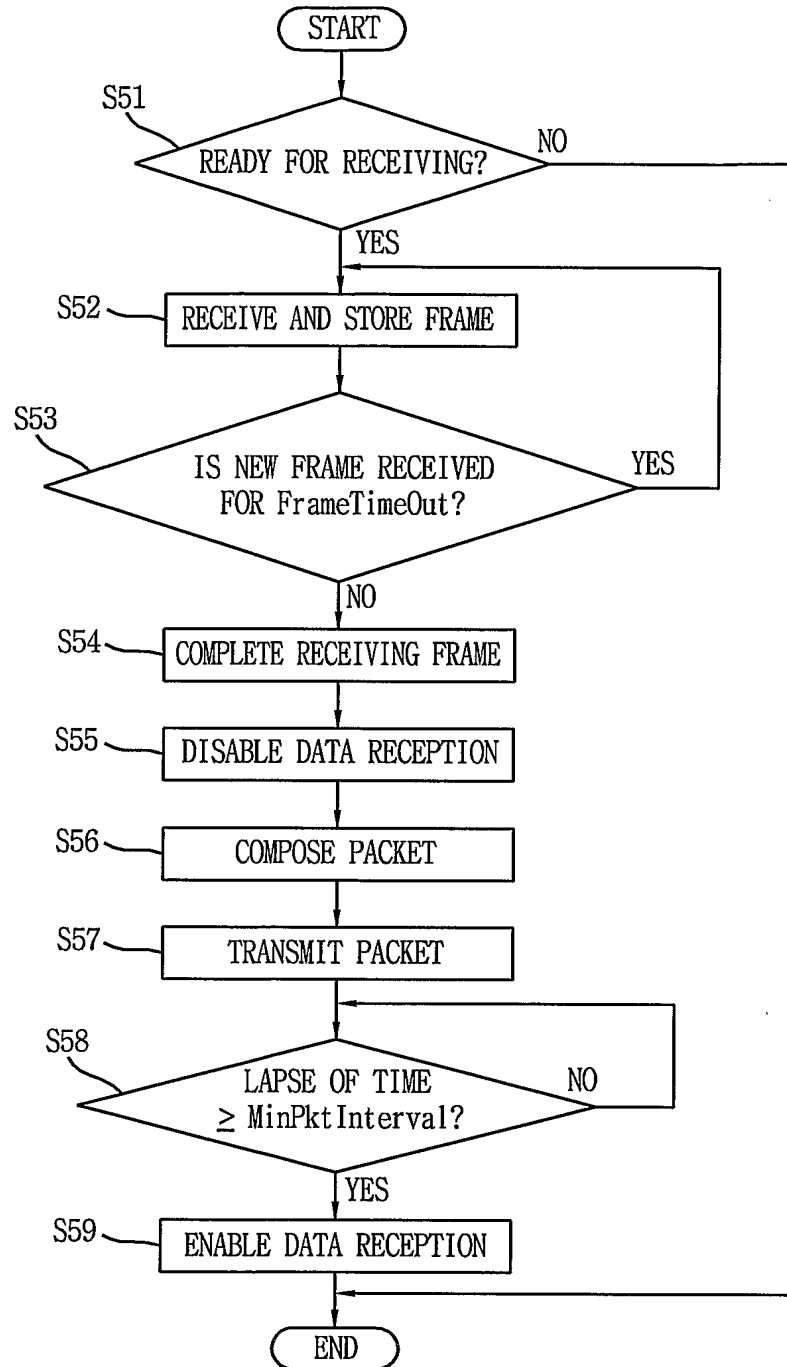 START
S51
READY FOR RECEIVING?
NO
YES
S52
RECEIVE AND STORE FRAME
S53
IS NEW FRAME RECEIVED
FOR FrameTimeOut?
YES
NO
S54
COMPLETE RECEIVING FRAME
S55
DISABLE DATA RECEPTION
S56
COMPOSE PACKET
S57
TRANSMIT PACKET
S58
LAPSE OF TIME
≥ MinPktInterval?
NO
YES
S59
ENABLE DATA RECEPTION
END